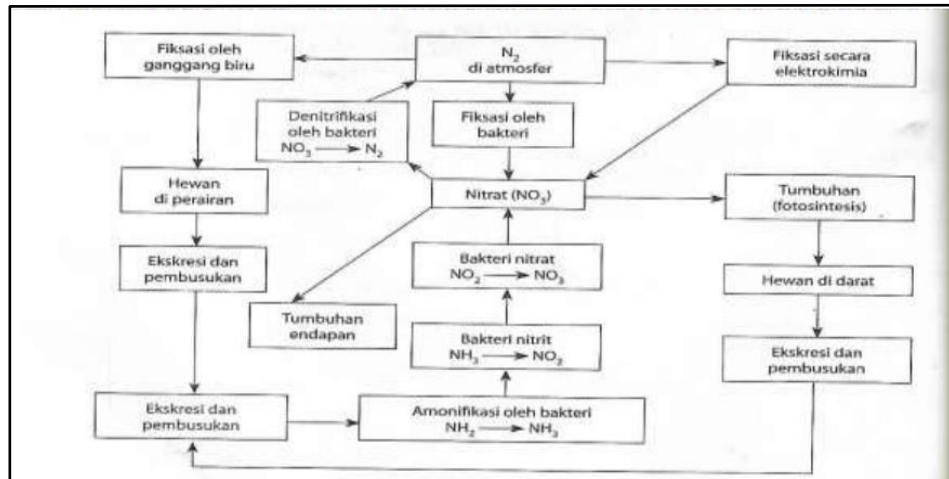 Fiksasi oleh
ganggang biru
N₂
di atmosfer
Fiksasi secara
elektrokimia
Denitrifikasi
oleh bakteri
NO₃ → N₂
Fiksasi oleh
bakteri
Hewan
di perairan
Nitrat (NO₃)
Tumbuhan
(fotosintesis)
Ekskresi dan
pembusukan
Bakteri nitrat
NO₂ → NO₃
Hewan di darat
Tumbuhan
endapan
Bakteri nitrit
NH₃ → NO₂
Ekskresi dan
pembusukan
Ekskresi dan
pembusukan
Amonifikasi oleh bakteri
NH₂ → NH₃